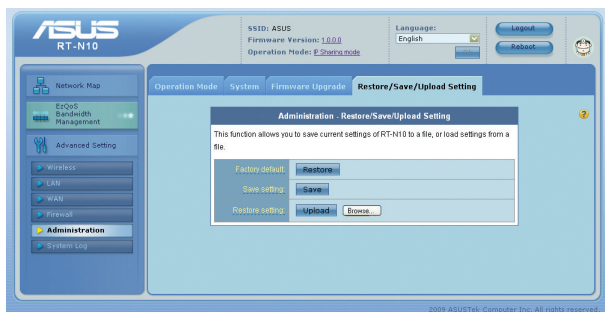 ASUS
RT-N10
SSID: ASUS
Firmware Version: 1.0.0.0
Operation Mode: IP Sharing mode
Language:
English
Logout
Reboot
Network Map
EzQoS
Bandwidth
Management
Advanced Setting
Wireless
LAN
WAN
Firewall
Administration
System Log
Operation Mode System Firmware Upgrade Restore/Save/Upload Setting
Administration - Restore/Save/Upload Setting
This function allows you to save current settings of RT-N10 to a file, or load settings from a
file.
Factory default: Restore
Save setting: Save
Restore setting: Upload Browse...
2009 ASUSTek Computer Inc. All rights reserved.